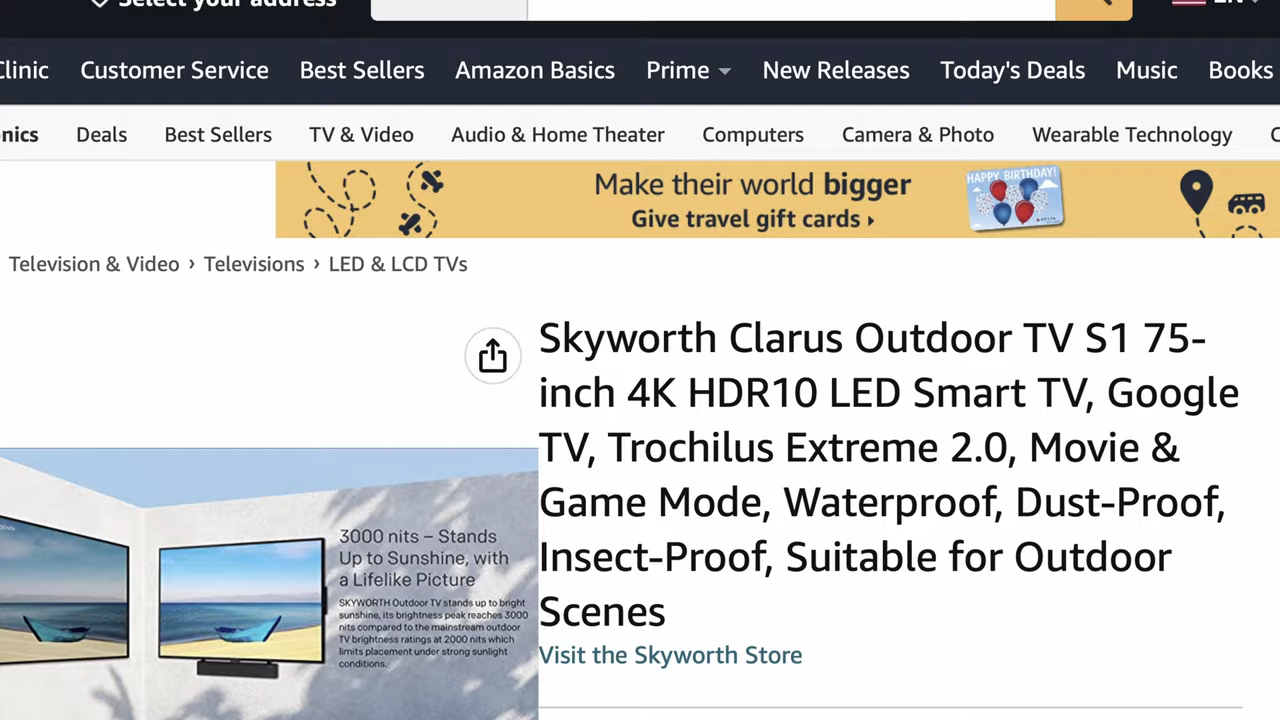 Select your address
EN
Clinic Customer Service Best Sellers Amazon Basics Prime New Releases Today's Deals Music Books
nics Deals Best Sellers TV & Video Audio & Home Theater Computers Camera & Photo Wearable Technology
Make their world bigger
Give travel gift cards ›
HAPPY BIRTHDAY!
Television & Video › Televisions › LED & LCD TVs
Skyworth Clarus Outdoor TV S1 75-
inch 4K HDR10 LED Smart TV, Google
TV, Trochilus Extreme 2.0, Movie &
Game Mode, Waterproof, Dust-Proof,
Insect-Proof, Suitable for Outdoor
Scenes
Visit the Skyworth Store
3000 nits – Stands
Up to Sunshine, with
a Lifelike Picture
SKYWORTH Outdoor TV stands up to bright
sunshine, its brightness peak reaches 3000
nits compared to the mainstream outdoor
TV brightness ratings at 2000 nits which
limits placement under strong sunlight
conditions.